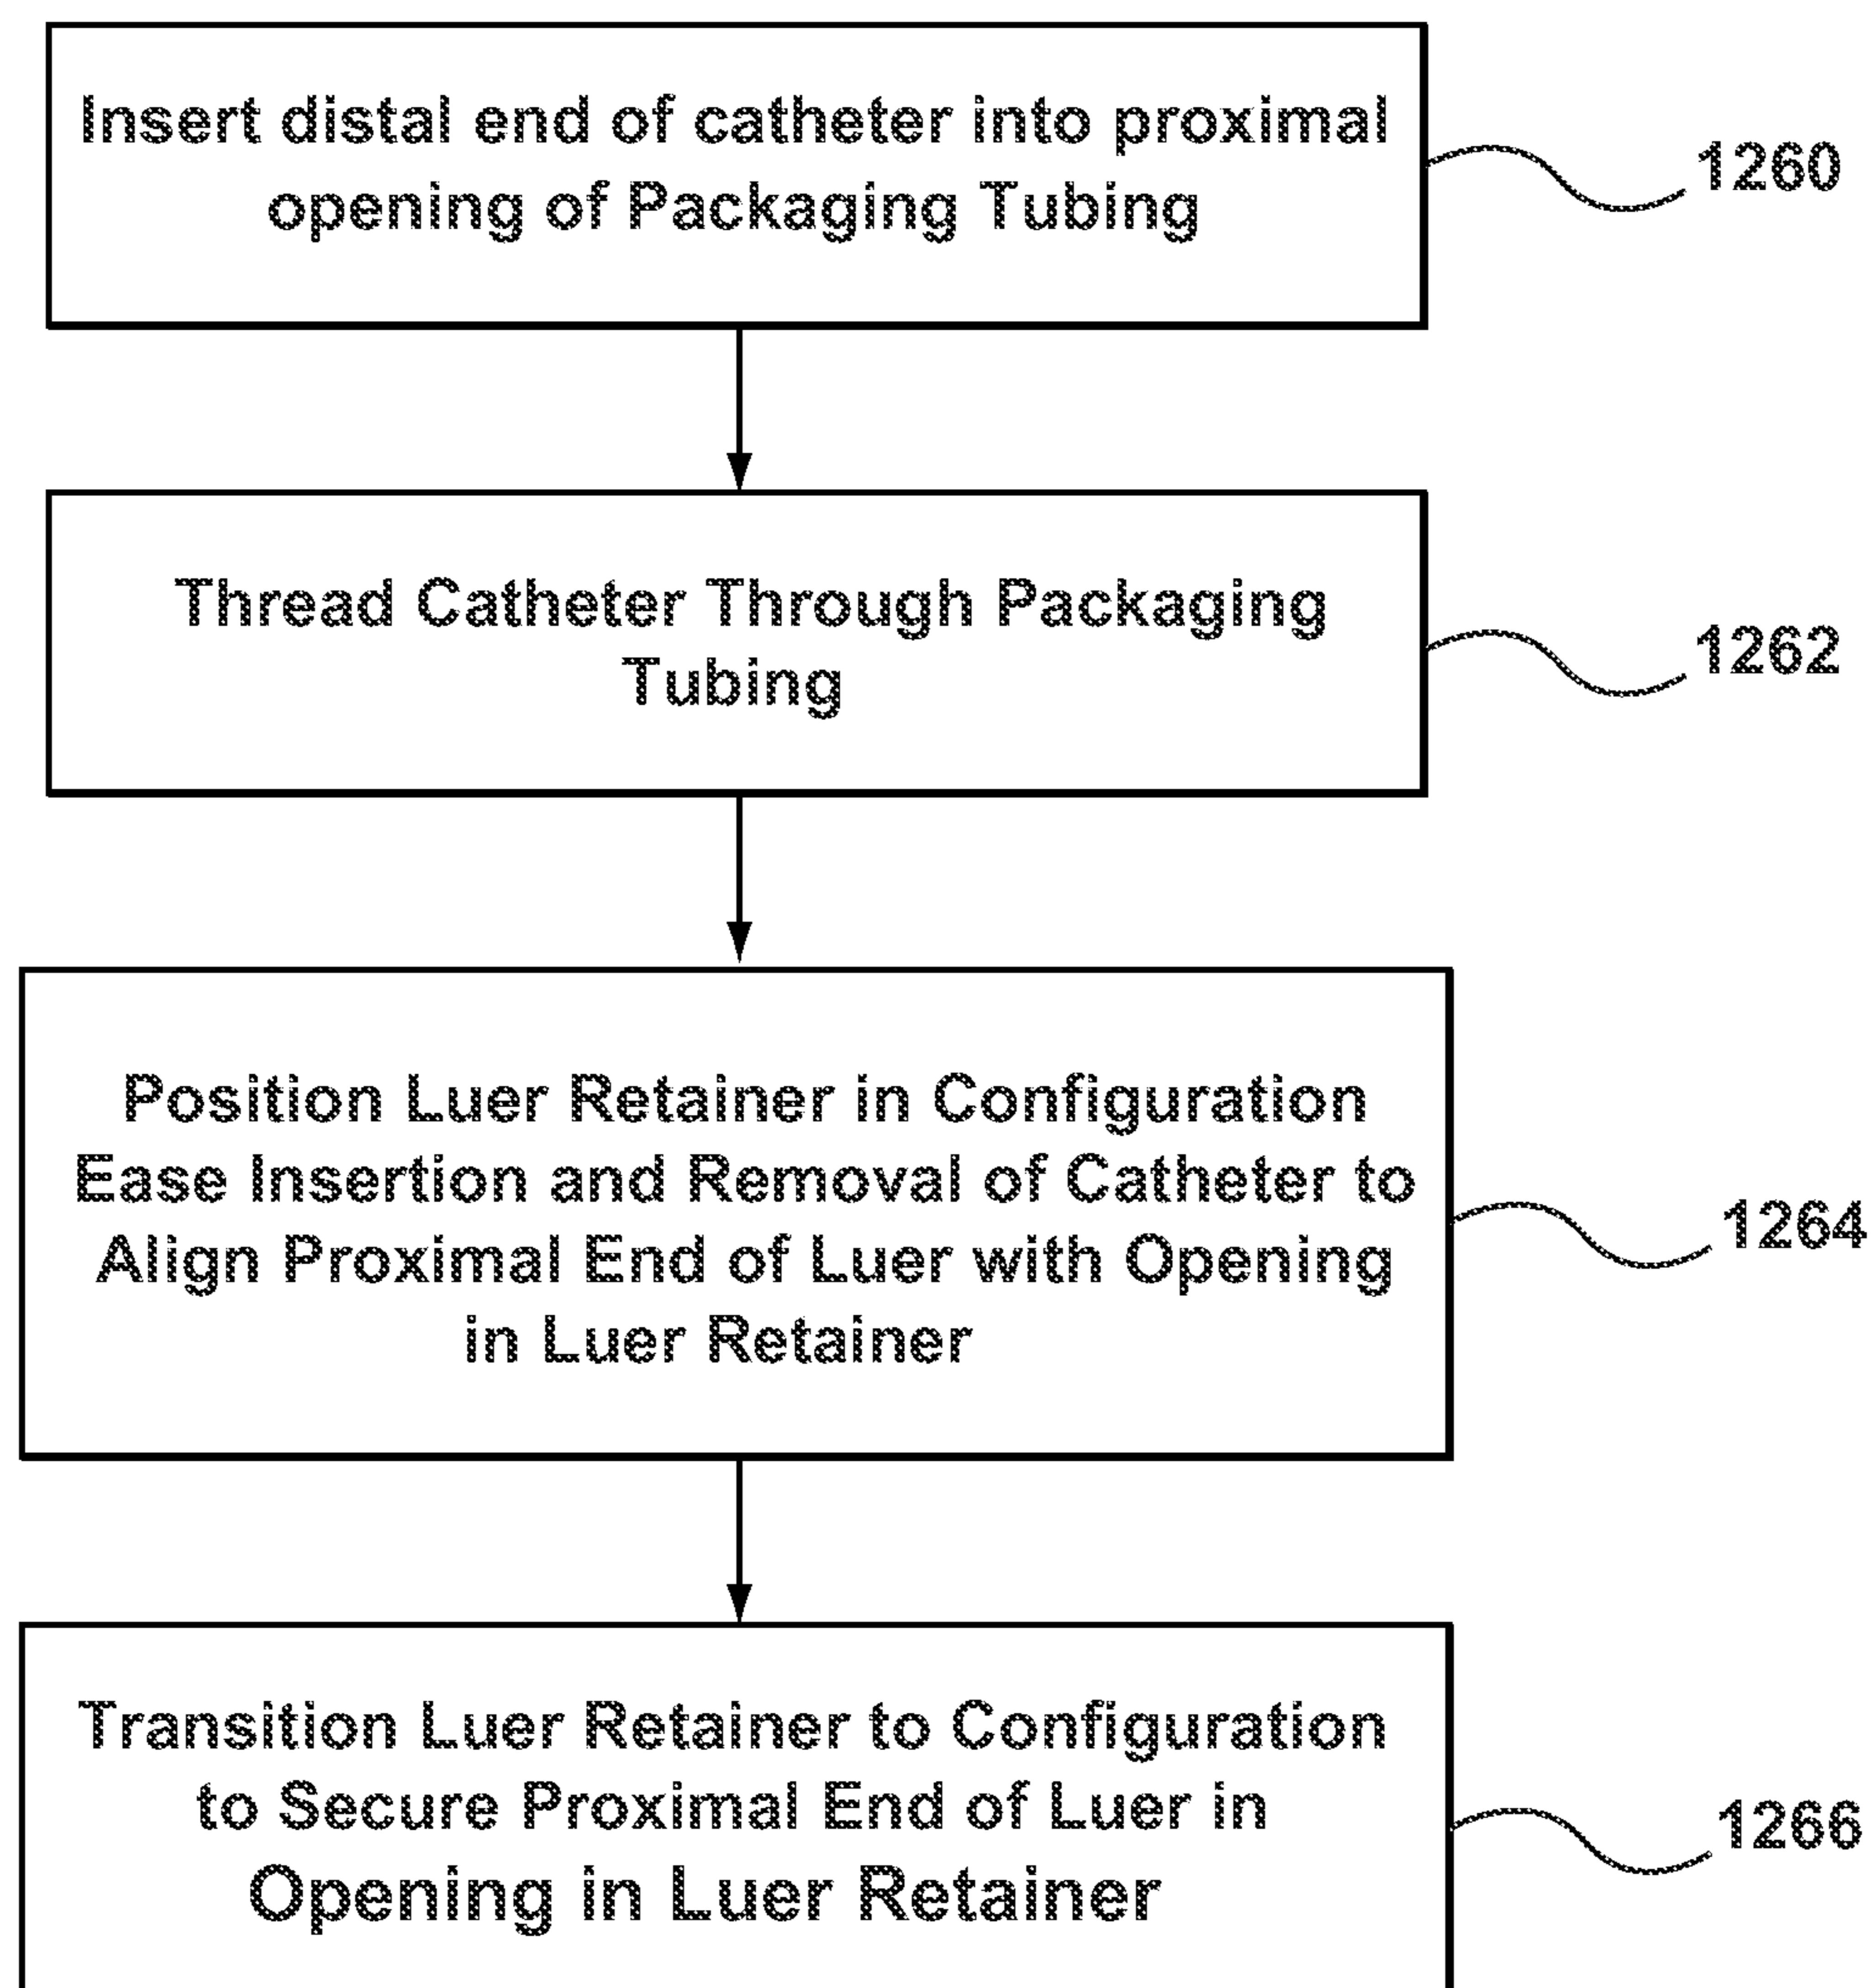 Insert distal end of catheter into proximal
opening of Packaging Tubing
1260
Thread Catheter Through Packaging
Tubing
1262
Position Luer Retainer in Configuration
Ease Insertion and Removal of Catheter to
Align Proximal End of Luer with Opening
in Luer Retainer
1264
Transition Luer Retainer to Configuration
to Secure Proximal End of Luer in
Opening in Luer Retainer
1266